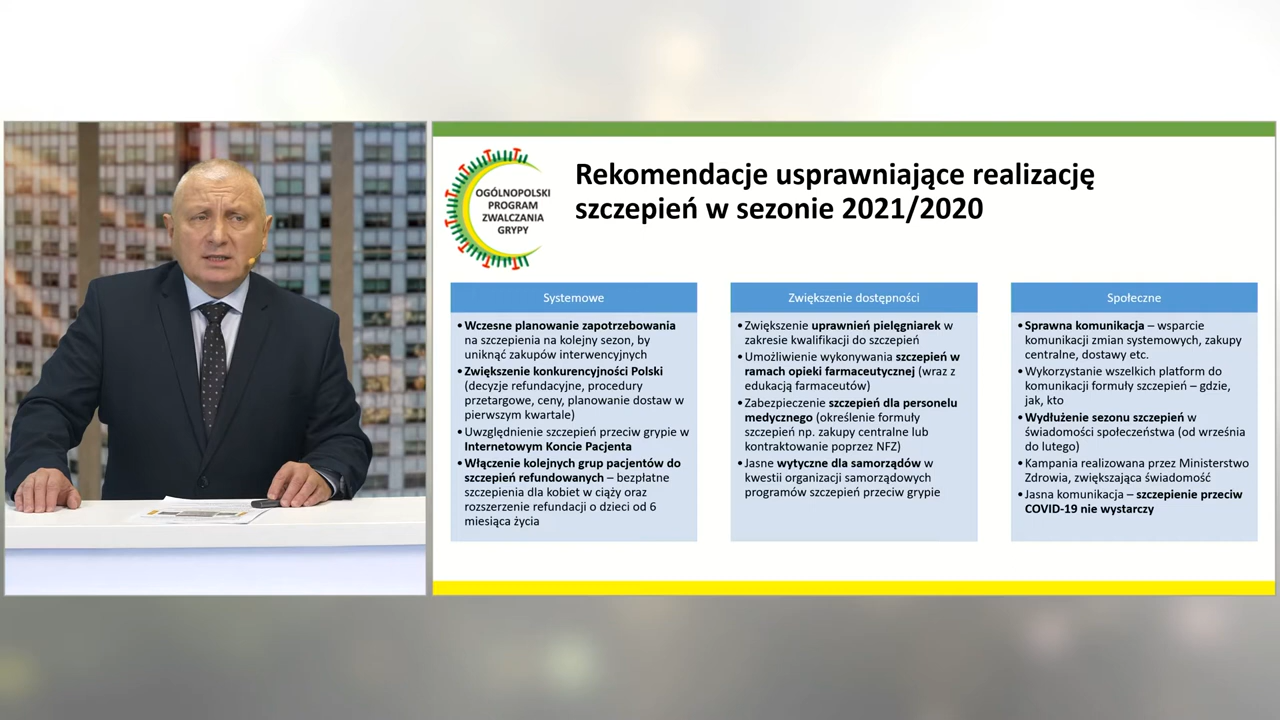 OGÓLNOPOLSKI
PROGRAM
ZWALCZANIA
GRYPY
Rekomendacje usprawniające realizację
szczepień w sezonie 2021/2020
Systemowe
•Wczesne planowanie zapotrzebowania
na szczepienia na kolejny sezon, by
uniknąć zakupów interwencyjnych
•Zwiększenie konkurencyjności Polski
(decyzje refundacyjne, procedury
przetargowe, ceny, planowanie dostaw w
pierwszym kwartale)
•Uwzględnienie szczepień przeciw grypie w
Internetowym Koncie Pacjenta
•Włączenie kolejnych grup pacjentów do
szczepień refundowanych – bezpłatne
szczepienia dla kobiet w ciąży oraz
rozszerzenie refundacji o dzieci od 6
miesiąca życia
Zwiększenie dostępności
•Zwiększenie uprawnień pielęgniarek w
zakresie kwalifikacji do szczepień
•Umożliwienie wykonywania szczepień w
ramach opieki farmaceutycznej (wraz z
edukacją farmaceutów)
•Zabezpieczenie szczepień dla personelu
medycznego (określenie formuły
szczepień np. zakupy centralne lub
kontraktowanie poprzez NFZ)
•Jasne wytyczne dla samorządów w
kwestii organizacji samorządowych
programów szczepień przeciw grypie
Społeczne
•Sprawna komunikacja – wsparcie
komunikacji zmian systemowych, zakupy
centralne, dostawy etc.
•Wykorzystanie wszelkich platform do
komunikacji formuły szczepień – gdzie,
jak, kto
•Wydłużenie sezonu szczepień w
świadomości społeczeństwa (od września
do lutego)
•Kampania realizowana przez Ministerstwo
Zdrowia, zwiększająca świadomość
•Jasna komunikacja – szczepienie przeciw
COVID-19 nie wystarczy